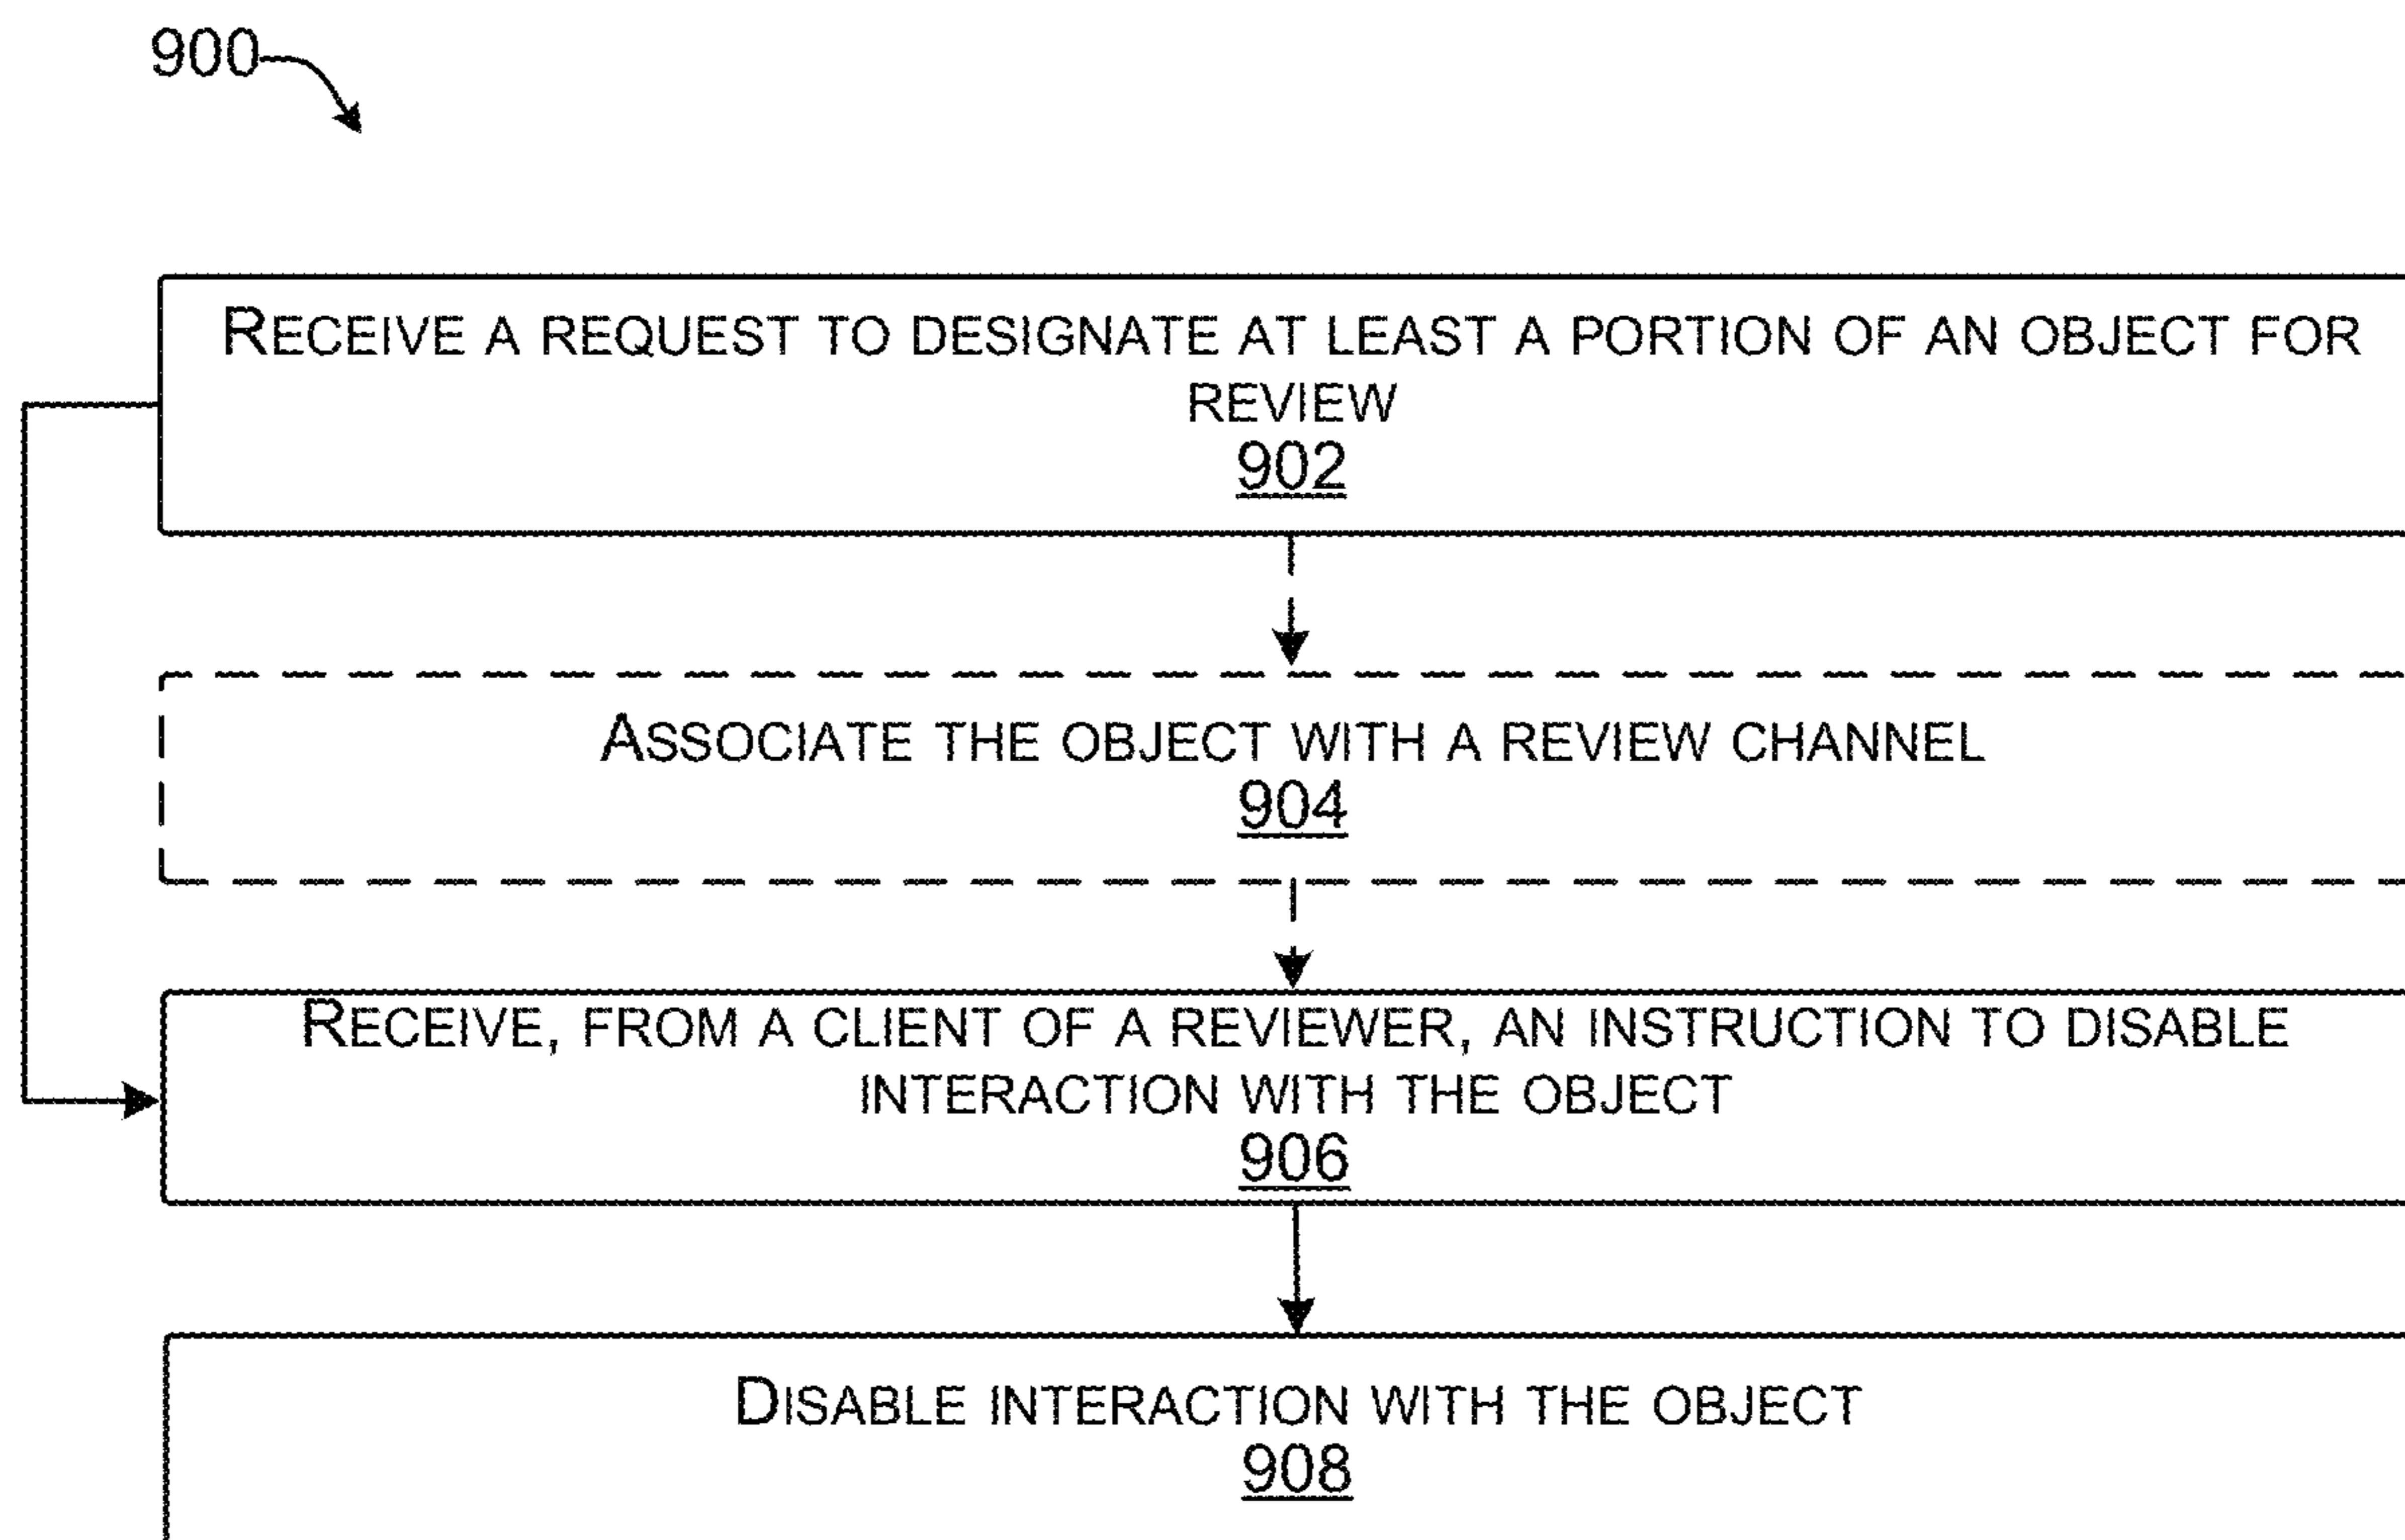 900
RECEIVE A REQUEST TO DESIGNATE AT LEAST A PORTION OF AN OBJECT FOR
REVIEW
902
ASSOCIATE THE OBJECT WITH A REVIEW CHANNEL
904
RECEIVE, FROM A CLIENT OF A REVIEWER, AN INSTRUCTION TO DISABLE
INTERACTION WITH THE OBJECT
906
DISABLE INTERACTION WITH THE OBJECT
908